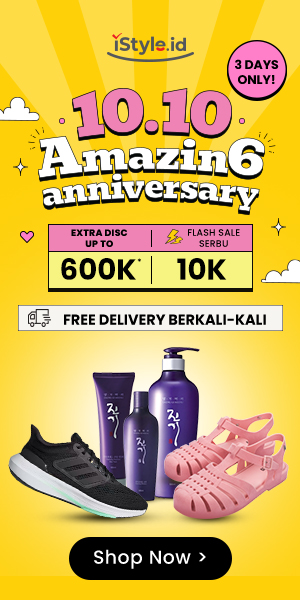 iStyle.id
3 DAYS
ONLY!
10.10
Amazin6
anniversary
EXTRA DISC
UP TO
600K*
FLASH SALE
SERBU
10K
FREE DELIVERY BERKALI-KALI
Shop Now >